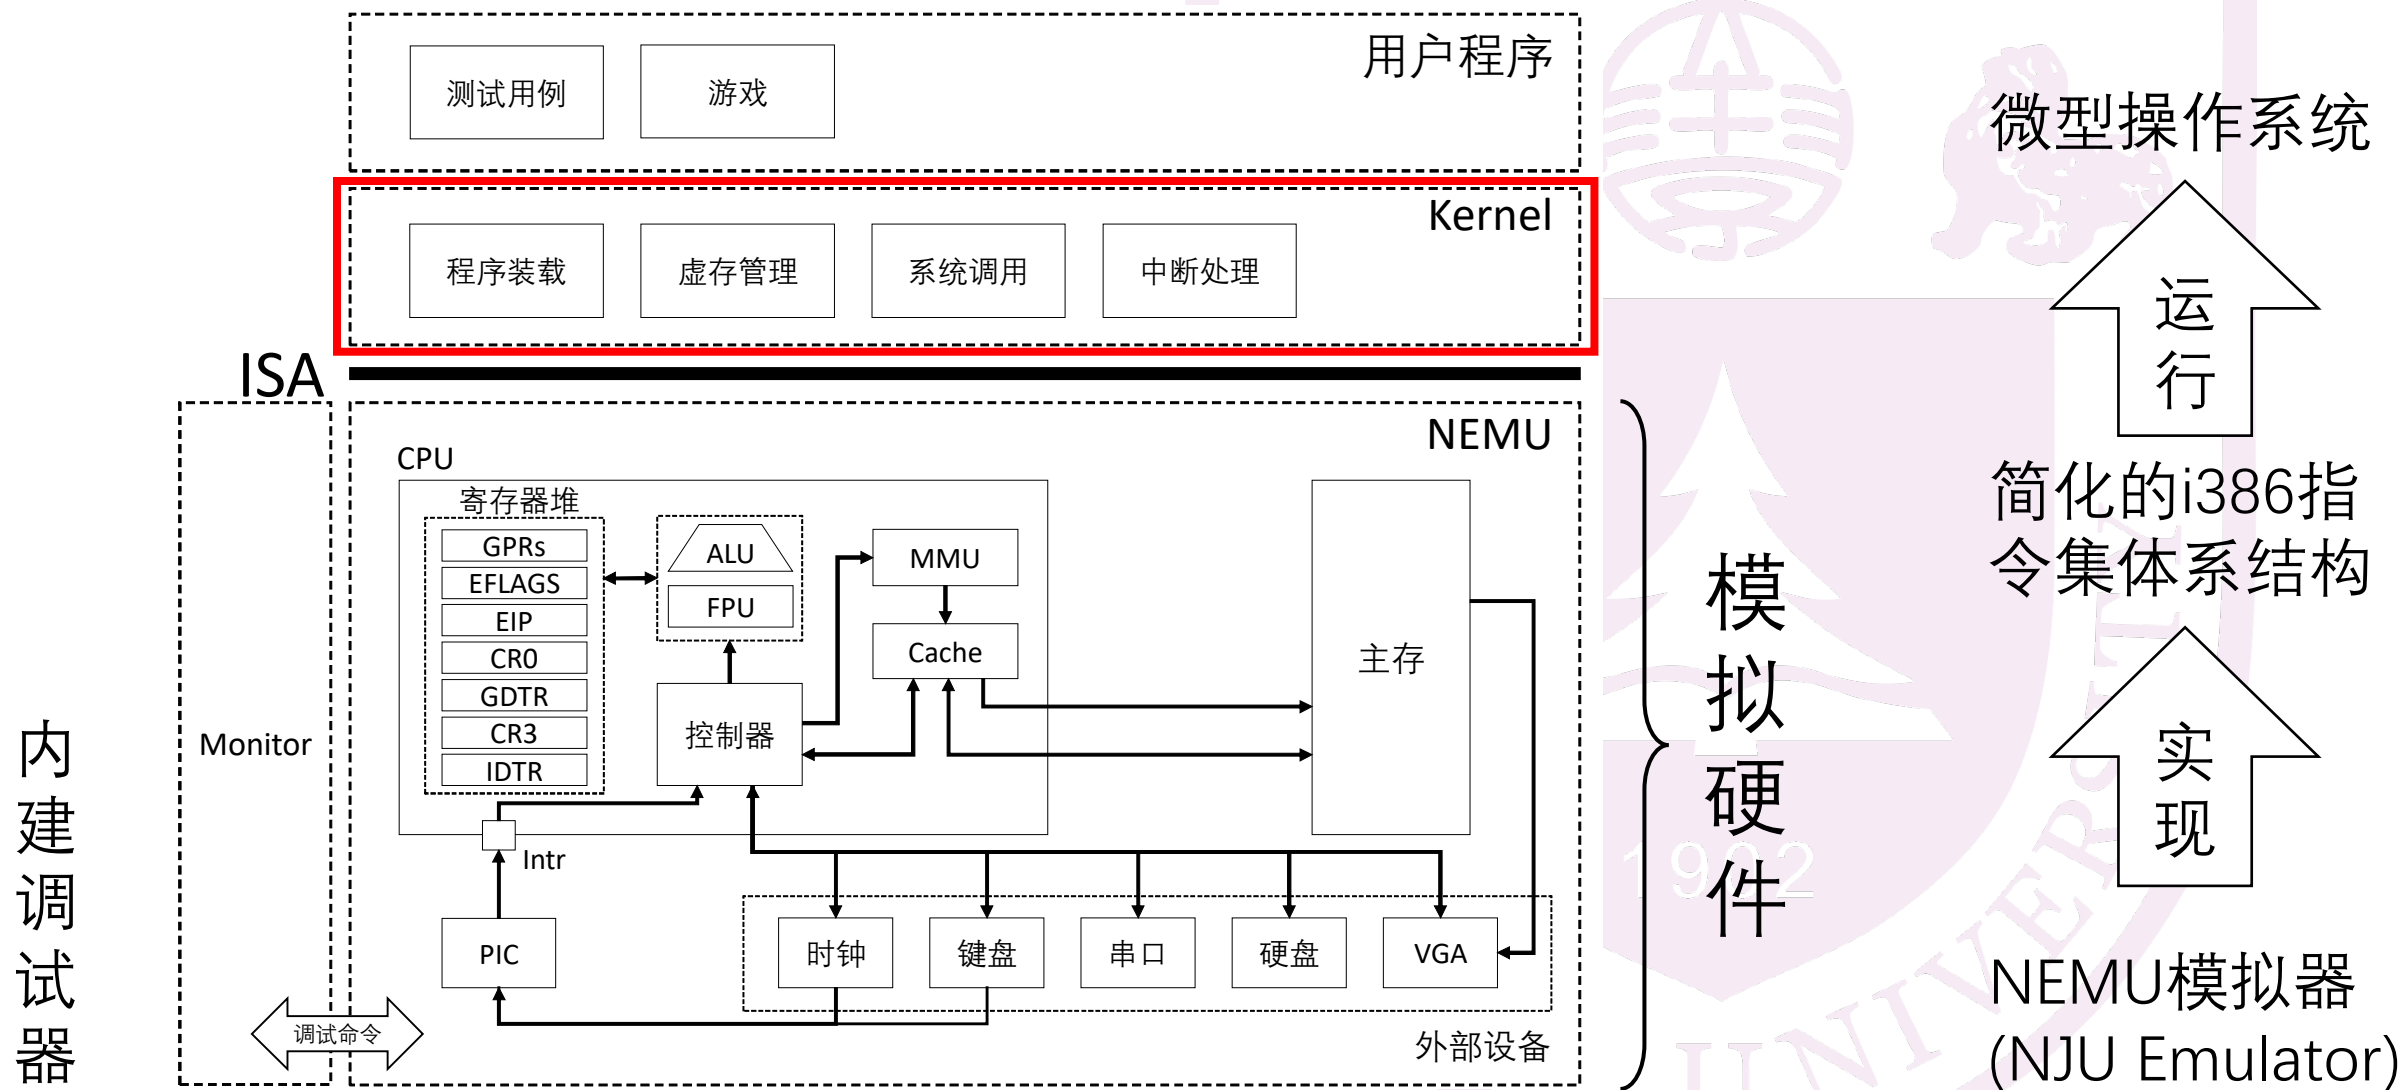 用户程序
测试用例
游戏
Kernel
程序装载
虚存管理
系统调用
中断处理
ISA
Monitor
内建调试器
调试命令
NEMU
CPU
寄存器堆
GPRs
EFLAGS
EIP
CR0
GDTR
CR3
IDTR
ALU
FPU
控制器
MMU
Cache
主存
Intr
PIC
时钟
键盘
串口
硬盘
VGA
外部设备
模拟硬件
微型操作系统
运行
简化的i386指
令集体系结构
实现
NEMU模拟器
(NJU Emulator)
1902
UNIVERSITY